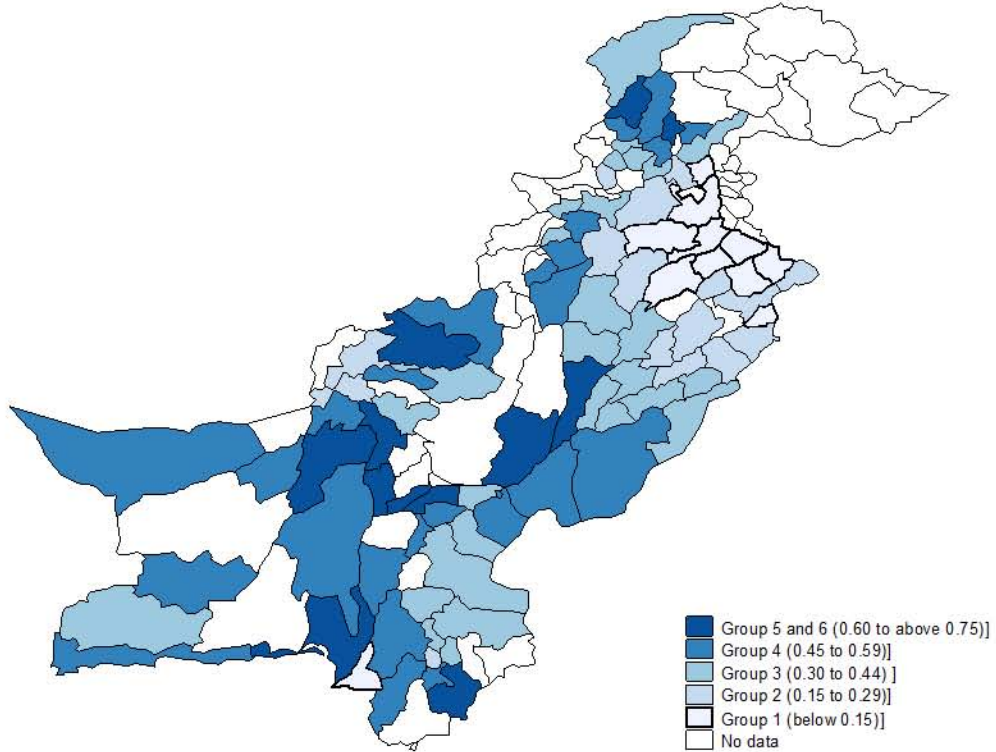 Group 5 and 6 (0.60 to above 0.75)]
Group 4 (0.45 to 0.59)]
Group 3 (0.30 to 0.44) ]
Group 2 (0.15 to 0.29)]
Group 1 (below 0.15)]
No data